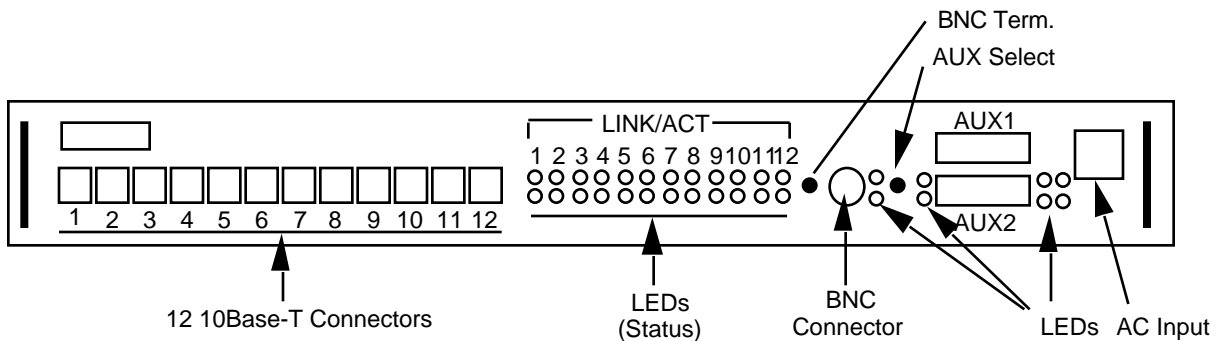 BNC Term.
AUX Select
LINK/ACT
AUX1
1 2 3 4 5 6 7 8 9 10 11 12
1 2 3 4 5 6 7 8 9 10 11 12
AUX2
12 10Base-T Connectors
LEDs
(Status)
BNC
Connector
LEDs
AC Input